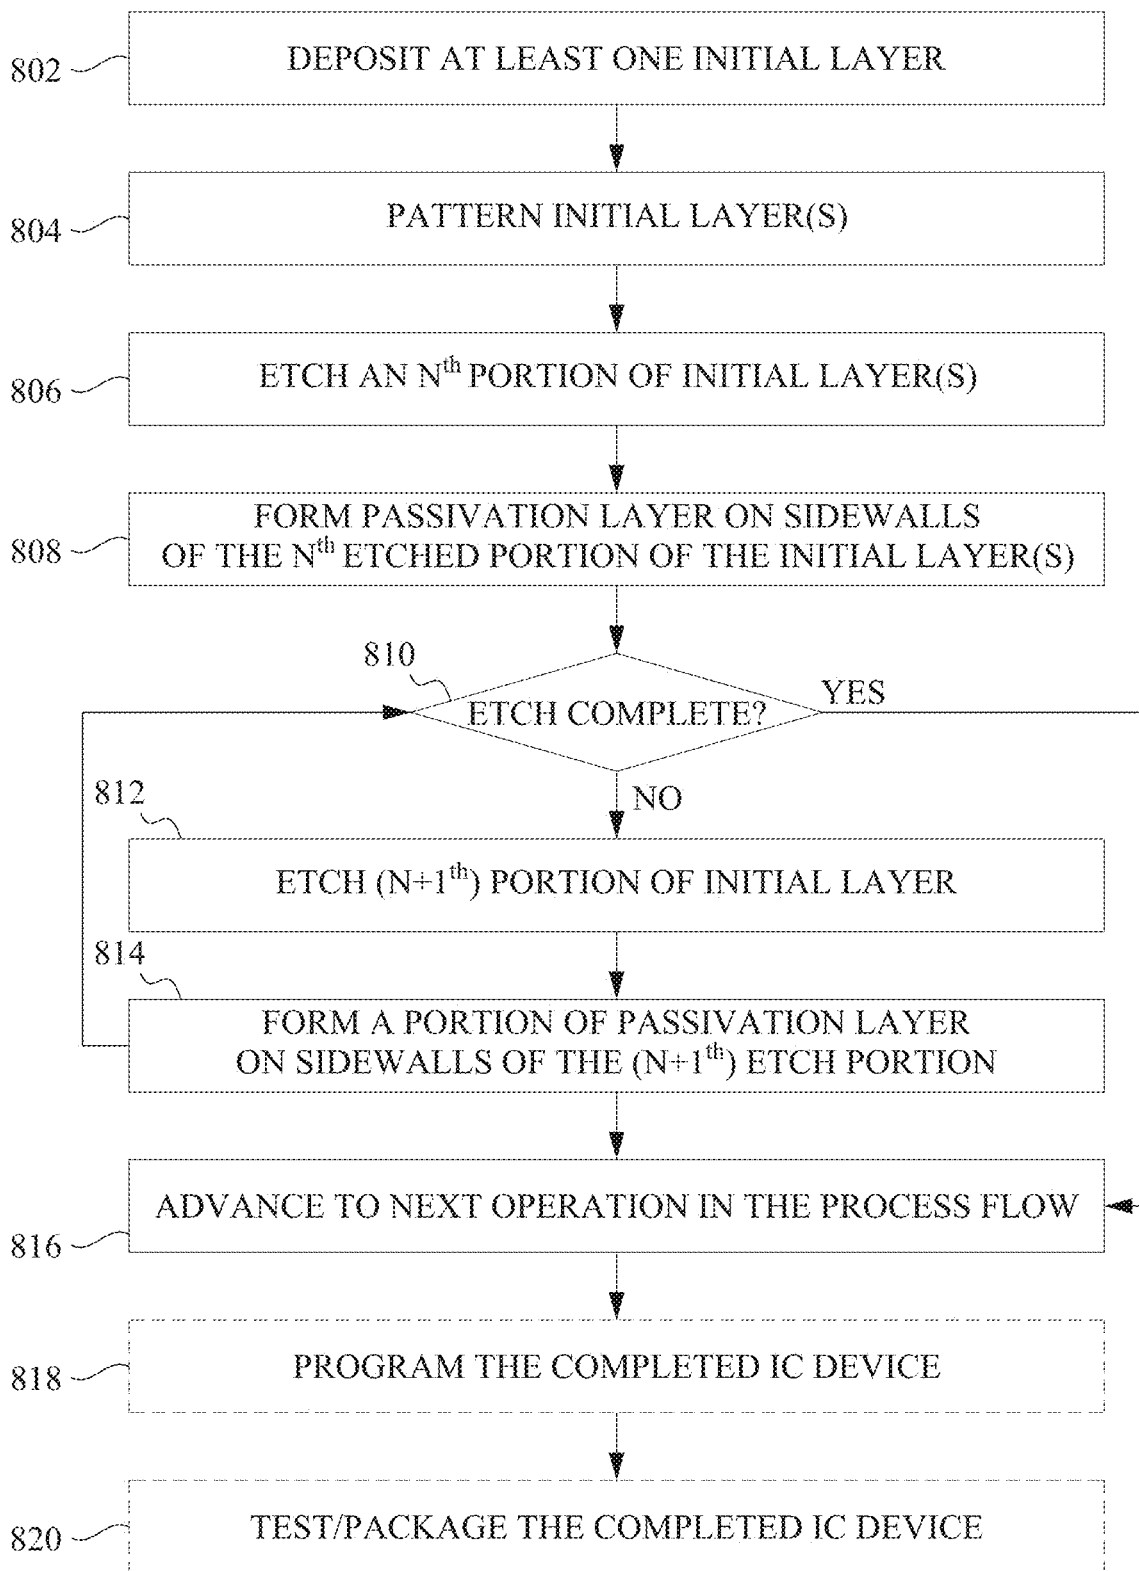 802
DEPOSIT AT LEAST ONE INITIAL LAYER
804
PATTERN INITIAL LAYER(S)
806
ETCH AN Nth PORTION OF INITIAL LAYER(S)
808
FORM PASSIVATION LAYER ON SIDEWALLS
OF THE Nth ETCHED PORTION OF THE INITIAL LAYER(S)
810
ETCH COMPLETE?
YES
NO
812
ETCH (N+1th) PORTION OF INITIAL LAYER
814
FORM A PORTION OF PASSIVATION LAYER
ON SIDEWALLS OF THE (N+1th) ETCH PORTION
816
ADVANCE TO NEXT OPERATION IN THE PROCESS FLOW
818
PROGRAM THE COMPLETED IC DEVICE
820
TEST/PACKAGE THE COMPLETED IC DEVICE